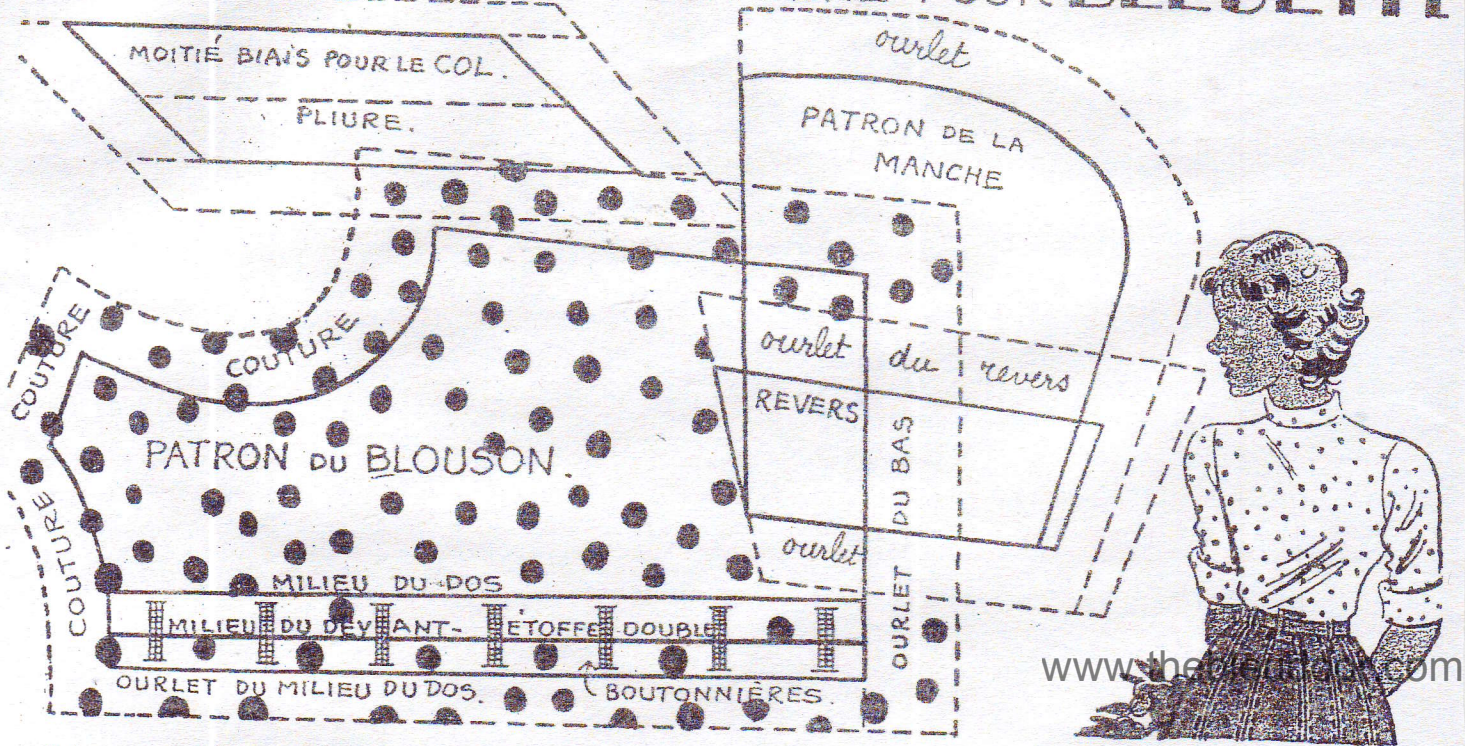 POUR BLEUETTE
ourlet
MOITIÉ BIAIS POUR LE COL.
PLIURE.
PATRON DE LA
MANCHE
COUTURE
COUTURE
ourlet du revers
REVERS
PATRON DU BLOUSON.
COUTURE
ourlet
OURLET DU BAS
MILIEU DU DOS
MILIEU DU DEVANT - ÉTOFFE DOUBLE
OURLET DU MILIEU DU DOS.
BOUTONNIÈRES.